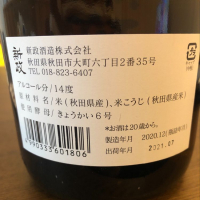 新政
新政酒造株式会社
秋田県秋田市大町六丁目2番35号
TEL. 018-823-6407
アルコール分/14度
原材料名/米(秋田県産)、米こうじ(秋田県産米)
使用酵母/きょうかい6号
*お酒は20歳から。
製造年月 2020.12
出荷年月 2021.07
4990333601806